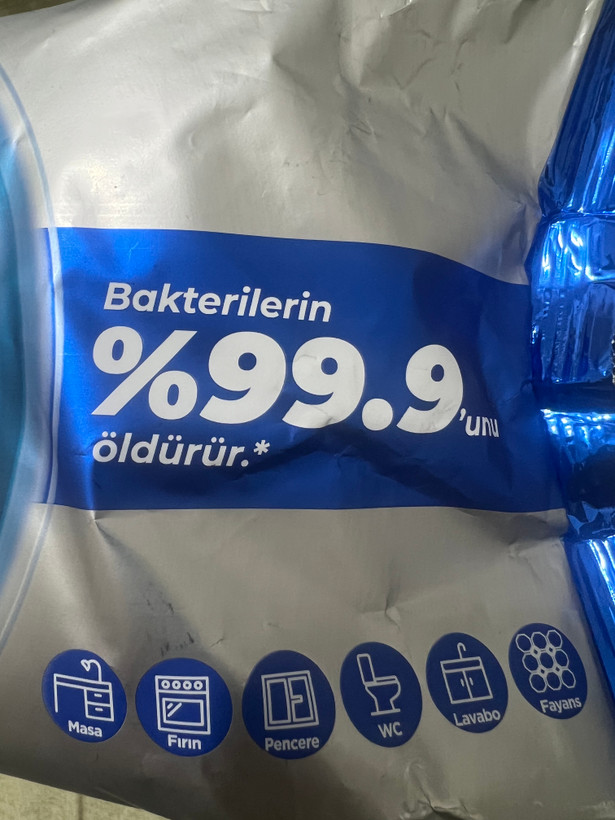 Bakterilerin
%99.9'unu
öldürür.*
Masa
Fırın
Pencere
WC
Lavabo
Fayans